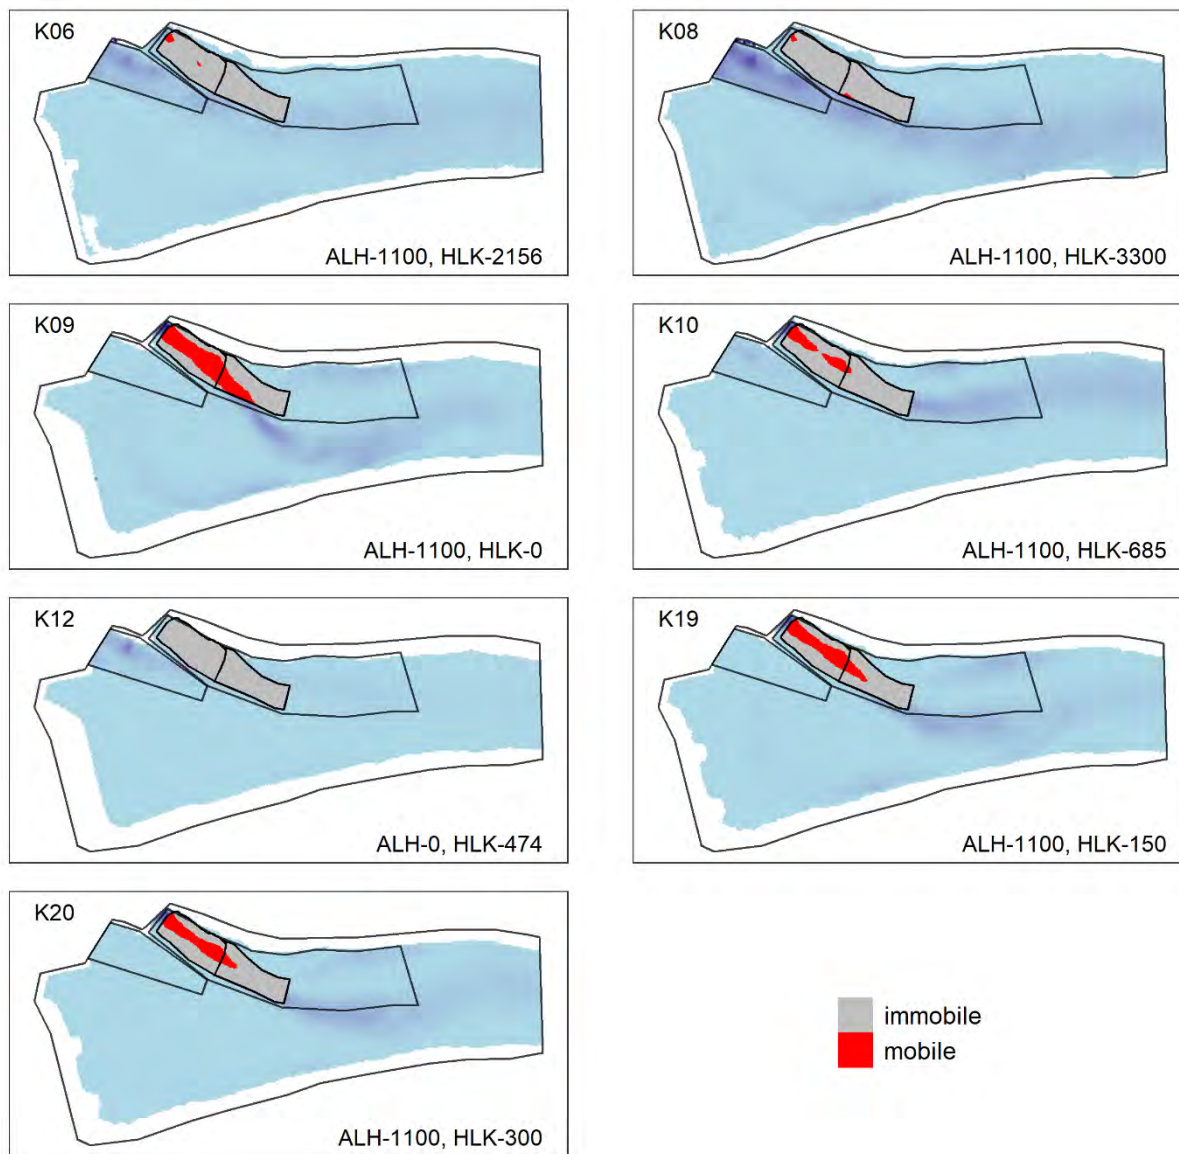 K06
ALH-1100, HLK-2156
K08
ALH-1100, HLK-3300
K09
ALH-1100, HLK-0
K10
ALH-1100, HLK-685
K12
ALH-0, HLK-474
K19
ALH-1100, HLK-150
K20
ALH-1100, HLK-300
immobile
mobile